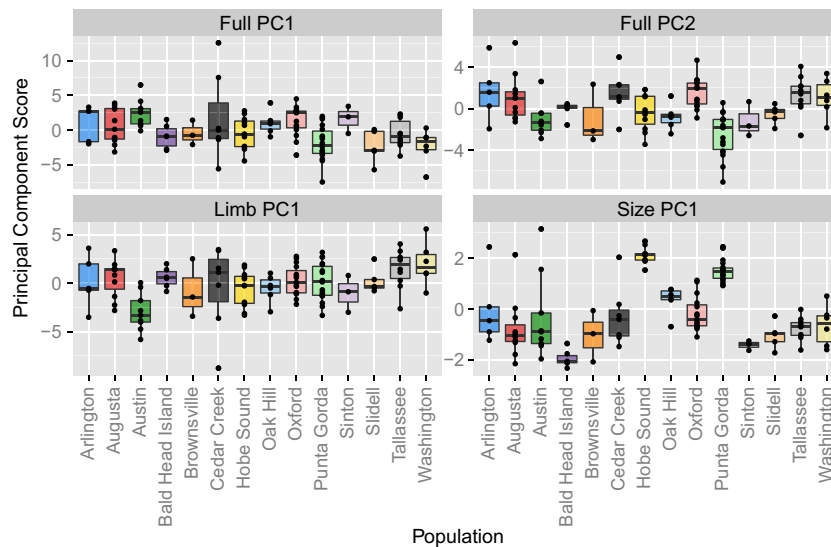 Full PC1
Full PC2
10
5
0
−5
4
0
−4
Principal Component Score
Limb PC1
Size PC1
5
0
−5
2
0
−2
Arlington
Augusta
Austin
Bald Head Island
Brownsville
Cedar Creek
Hobe Sound
Oak Hill
Oxford
Punta Gorda
Sinton
Slidell
Tallassee
Washington
Arlington
Augusta
Austin
Bald Head Island
Brownsville
Cedar Creek
Hobe Sound
Oak Hill
Oxford
Punta Gorda
Sinton
Slidell
Tallassee
Washington
Population